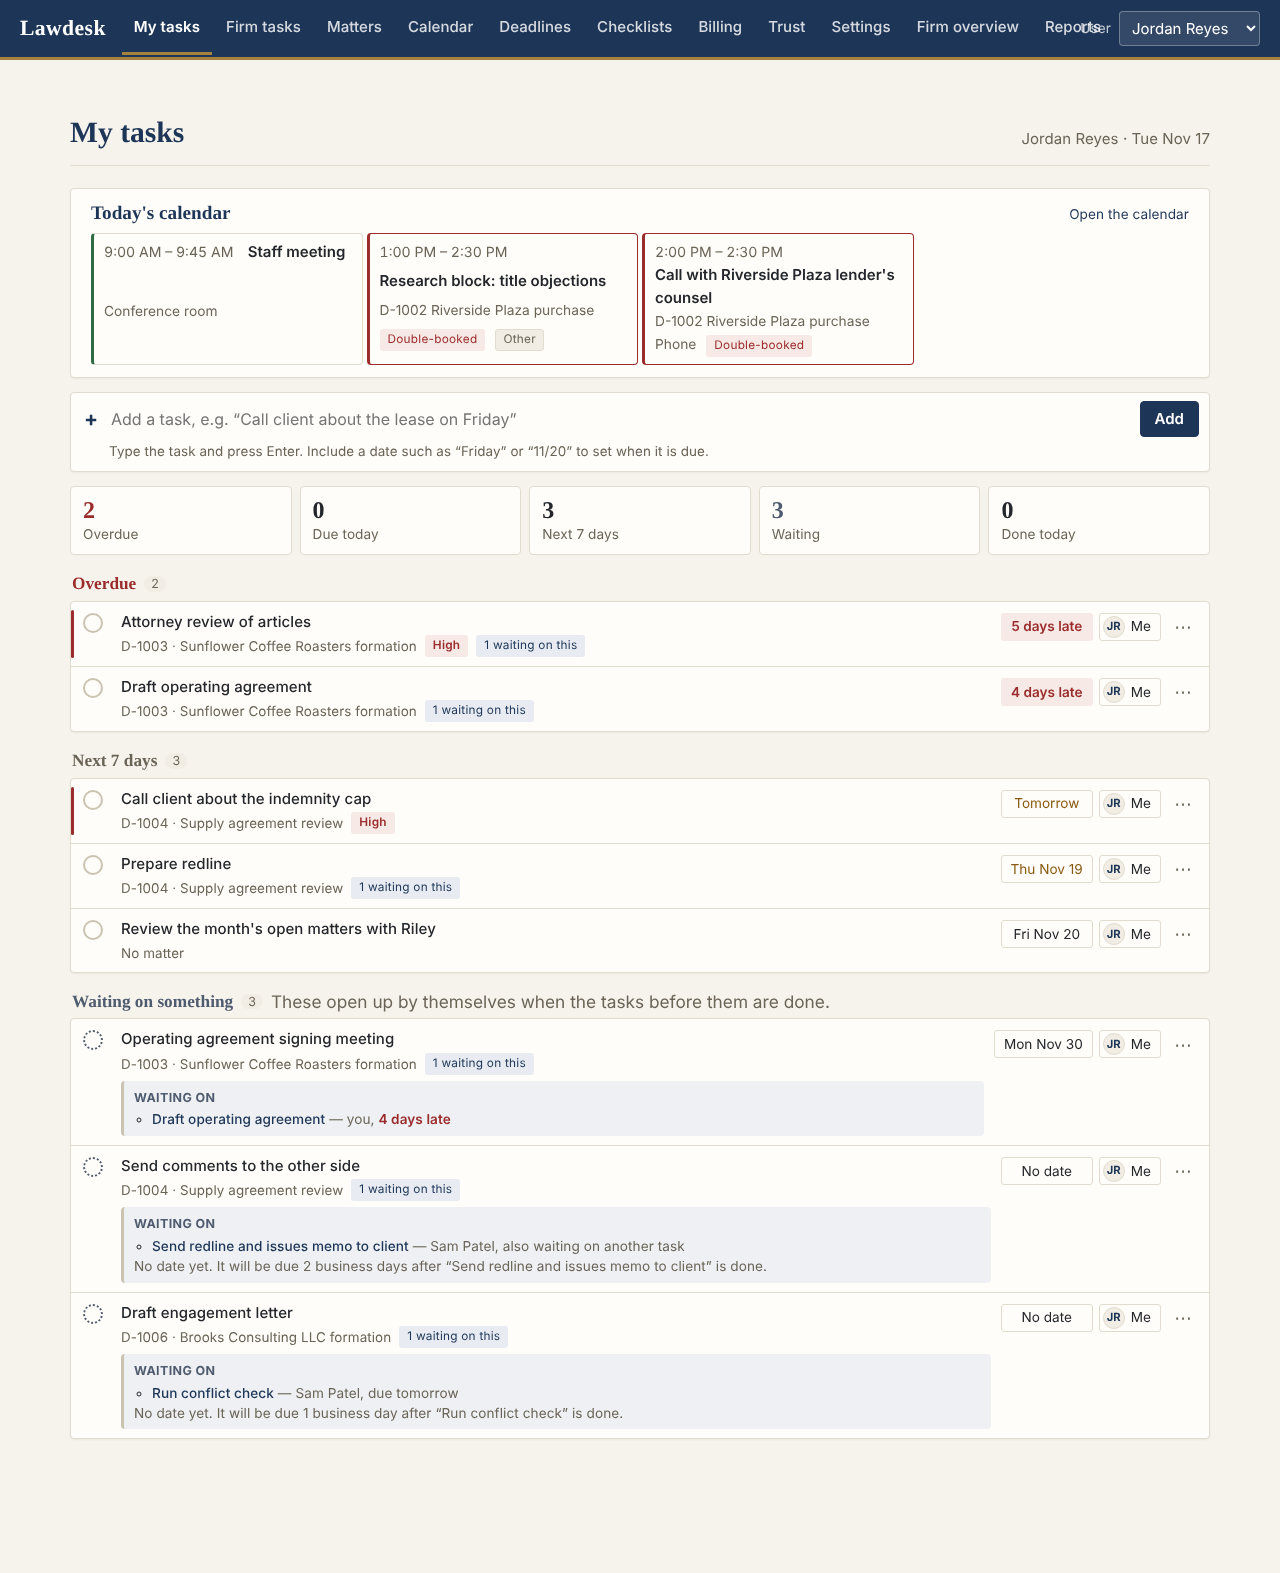 Lawdesk My tasks Firm tasks Matters Calendar Deadlines Checklists Billing Trust Settings Firm overview Reports User Jordan Reyes
My tasks
Jordan Reyes · Tue Nov 17
Today's calendar
Open the calendar
9:00 AM – 9:45 AM Staff meeting
Conference room
1:00 PM – 2:30 PM
Research block: title objections
D-1002 Riverside Plaza purchase
Double-booked Other
2:00 PM – 2:30 PM
Call with Riverside Plaza lender's
counsel
D-1002 Riverside Plaza purchase
Phone Double-booked
+ Add a task, e.g. “Call client about the lease on Friday”
Add
Type the task and press Enter. Include a date such as “Friday” or “11/20” to set when it is due.
2
Overdue
0
Due today
3
Next 7 days
3
Waiting
0
Done today
Overdue 2
Attorney review of articles
D-1003 · Sunflower Coffee Roasters formation High 1 waiting on this
5 days late JR Me ⋯
Draft operating agreement
D-1003 · Sunflower Coffee Roasters formation 1 waiting on this
4 days late JR Me ⋯
Next 7 days 3
Call client about the indemnity cap
D-1004 · Supply agreement review High
Tomorrow JR Me ⋯
Prepare redline
D-1004 · Supply agreement review 1 waiting on this
Thu Nov 19 JR Me ⋯
Review the month's open matters with Riley
No matter
Fri Nov 20 JR Me ⋯
Waiting on something 3 These open up by themselves when the tasks before them are done.
Operating agreement signing meeting
D-1003 · Sunflower Coffee Roasters formation 1 waiting on this
Mon Nov 30 JR Me ⋯
WAITING ON
Draft operating agreement — you, 4 days late
Send comments to the other side
D-1004 · Supply agreement review 1 waiting on this
No date JR Me ⋯
WAITING ON
Send redline and issues memo to client — Sam Patel, also waiting on another task
No date yet. It will be due 2 business days after “Send redline and issues memo to client” is done.
Draft engagement letter
D-1006 · Brooks Consulting LLC formation 1 waiting on this
No date JR Me ⋯
WAITING ON
Run conflict check — Sam Patel, due tomorrow
No date yet. It will be due 1 business day after “Run conflict check” is done.